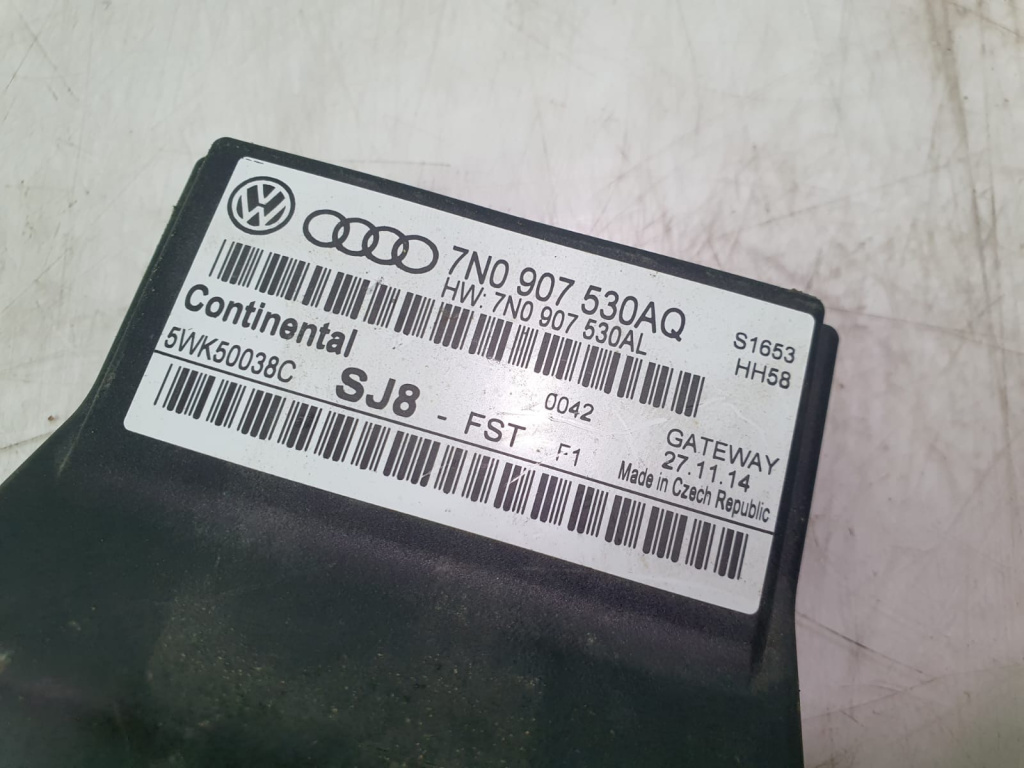 7N0 907 530AQ
HW: 7N0 907 530AL
S1653
HH58
Continental
5WK50038C
SJ8 - FST
0042
F1
GATEWAY
27.11.14
Made in Czech Republic